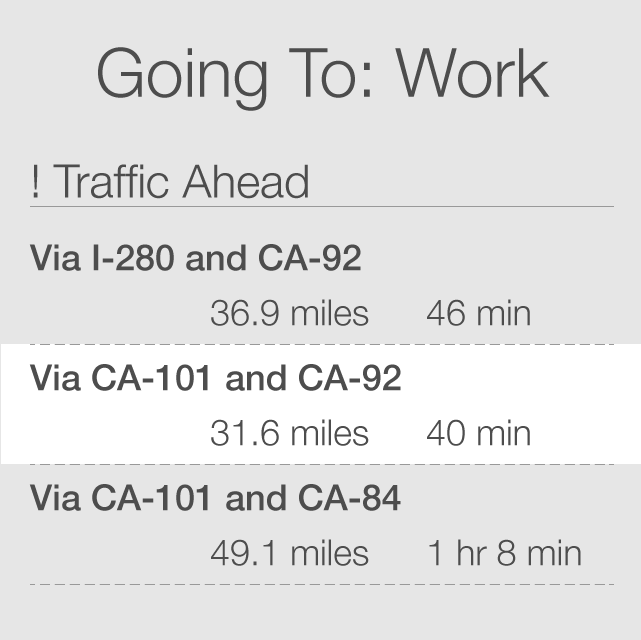 Going To: Work
! Traffic Ahead
Via I-280 and CA-92
36.9 miles 46 min
Via CA-101 and CA-92
31.6 miles 40 min
Via CA-101 and CA-84
49.1 miles 1 hr 8 min